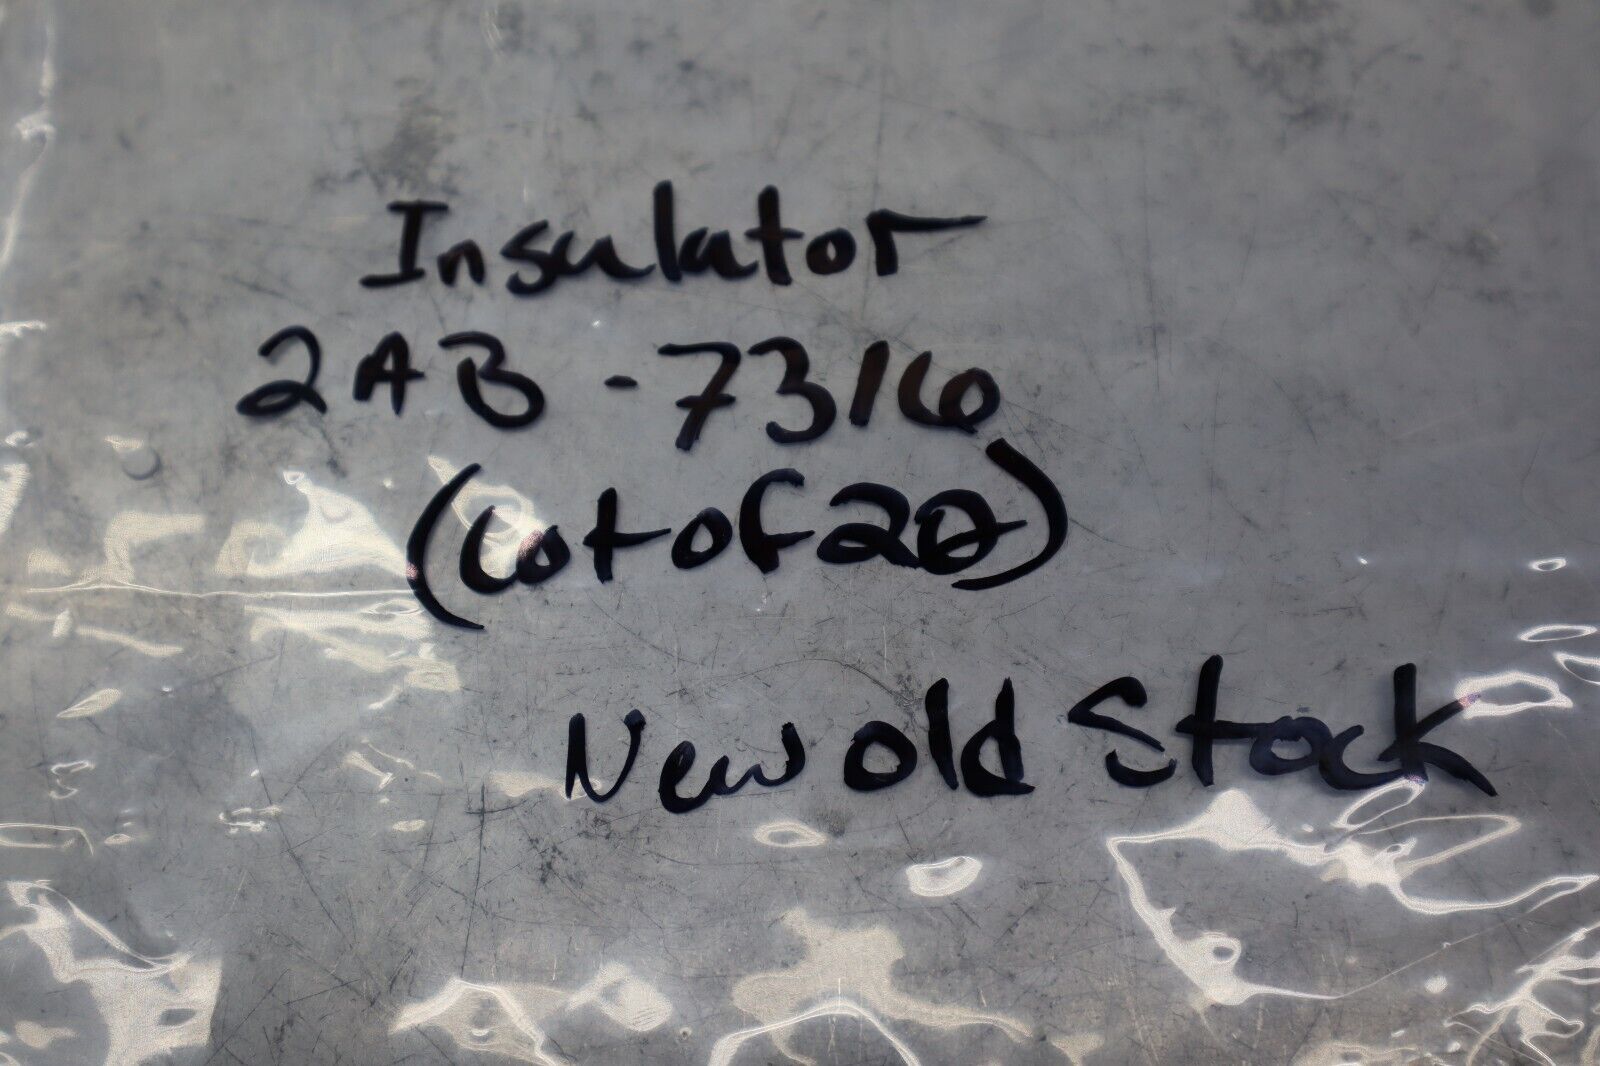 Insulator
2AB-7316
(Lot of 20)
New old Stock